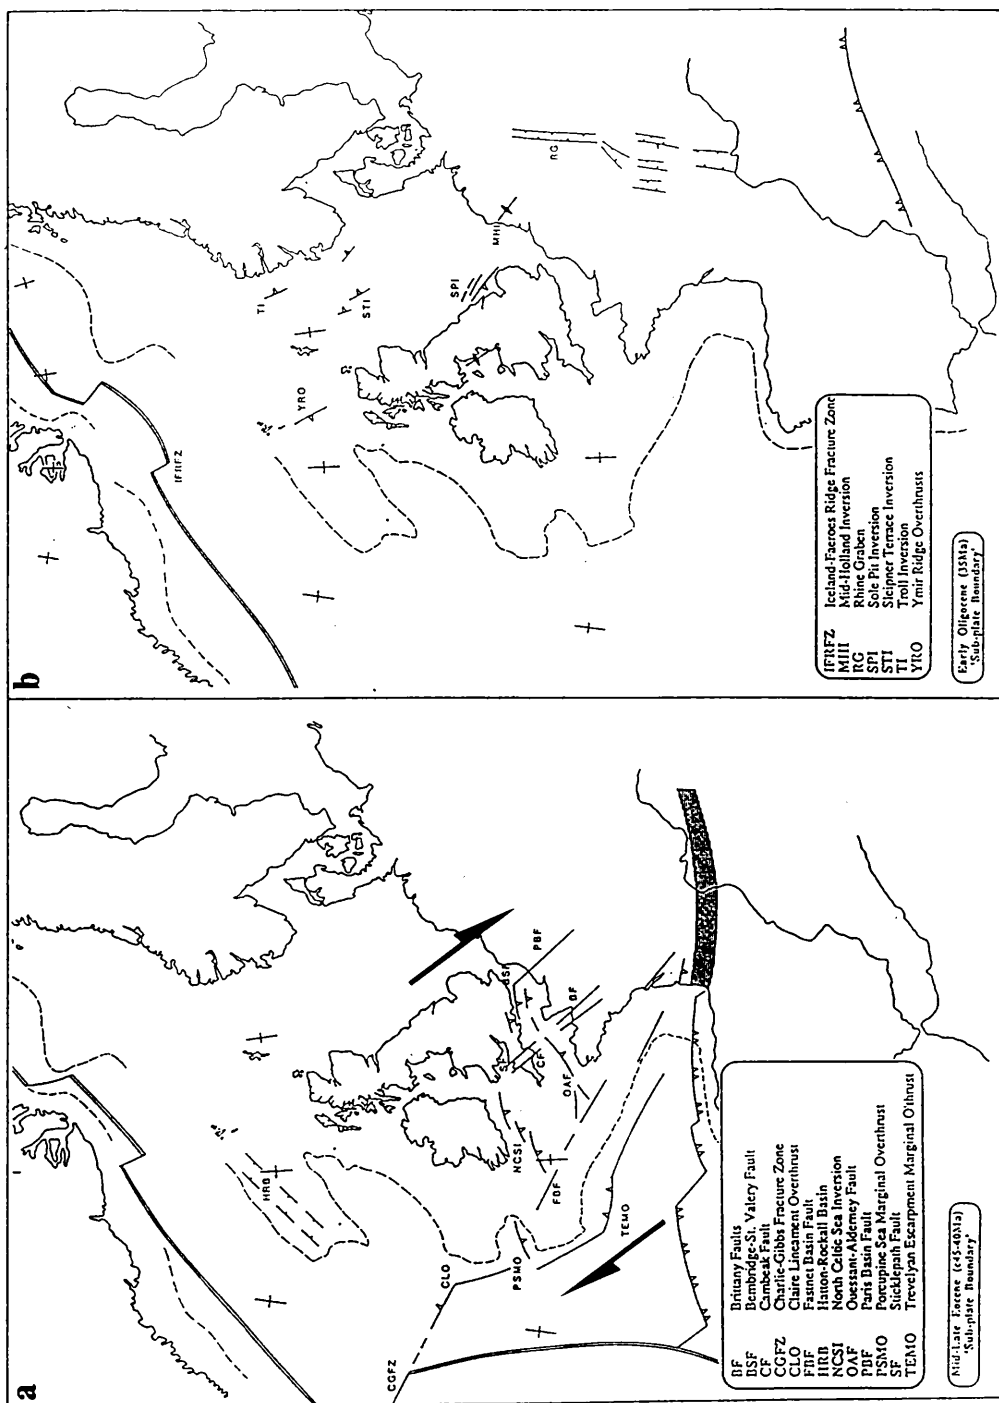 b
IFRFZ
TI
YRO
STI
SPI
MHI
RG
IFRFZ Iceland-Faeroes Ridge Fracture Zone
MIII Mid-Holland Inversion
RG Rhine Graben
SPI Sole Pit Inversion
STI Sleipner Terrace Inversion
TI Troll Inversion
YRO Ymir Ridge Overthrusts
Early Oligocene (35Ma)
'Sub-plate Boundary'
a
HRB
CGFZ
CLO
PSMO
TEMO
NCSI
FBF
OAF
SF
CF
BSF
PBF
BF
BF Brittany Faults
BSF Bembridge-St. Valery Fault
CF Cambeak Fault
CGFZ Charlie-Gibbs Fracture Zone
CLO Claire Lineament Overthrust
FBF Fastnet Basin Fault
HRB Hatton-Rockall Basin
NCSI North Celtic Sea Inversion
OAF Ouessant-Alderney Fault
PBF Paris Basin Fault
PSMO Porcupine Sea Marginal Overthrust
SF Sticklepath Fault
TEMO Trevelyan Escarpment Marginal O'thrust
Mid-Late Eocene (c45-40Ma)
'Sub-plate Boundary'